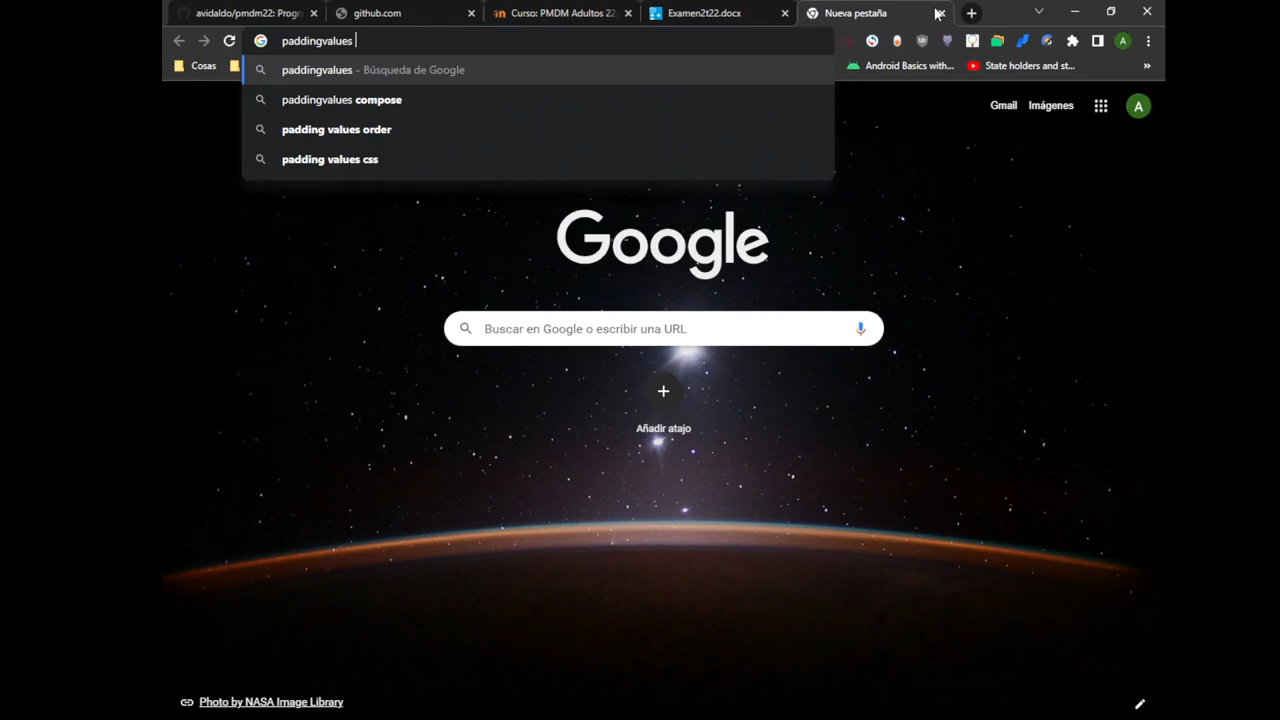 avidaldo/pmdm22: Progra
github.com
Curso: PMDM Adultos 22
Examen2t22.docx
Nueva pestaña
paddingvalues
A
Cosas
Android Basics with...
State holders and st...
»
paddingvalues - Búsqueda de Google
paddingvalues compose
padding values order
padding values css
Gmail
Imágenes
A
Google
Buscar en Google o escribir una URL
Añadir atajo
Photo by NASA Image Library